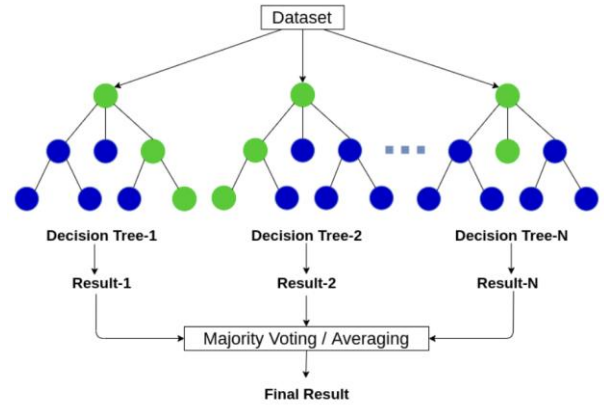 Dataset
Decision Tree-1
Decision Tree-2
Decision Tree-N
Result-1
Result-2
Result-N
Majority Voting / Averaging
Final Result